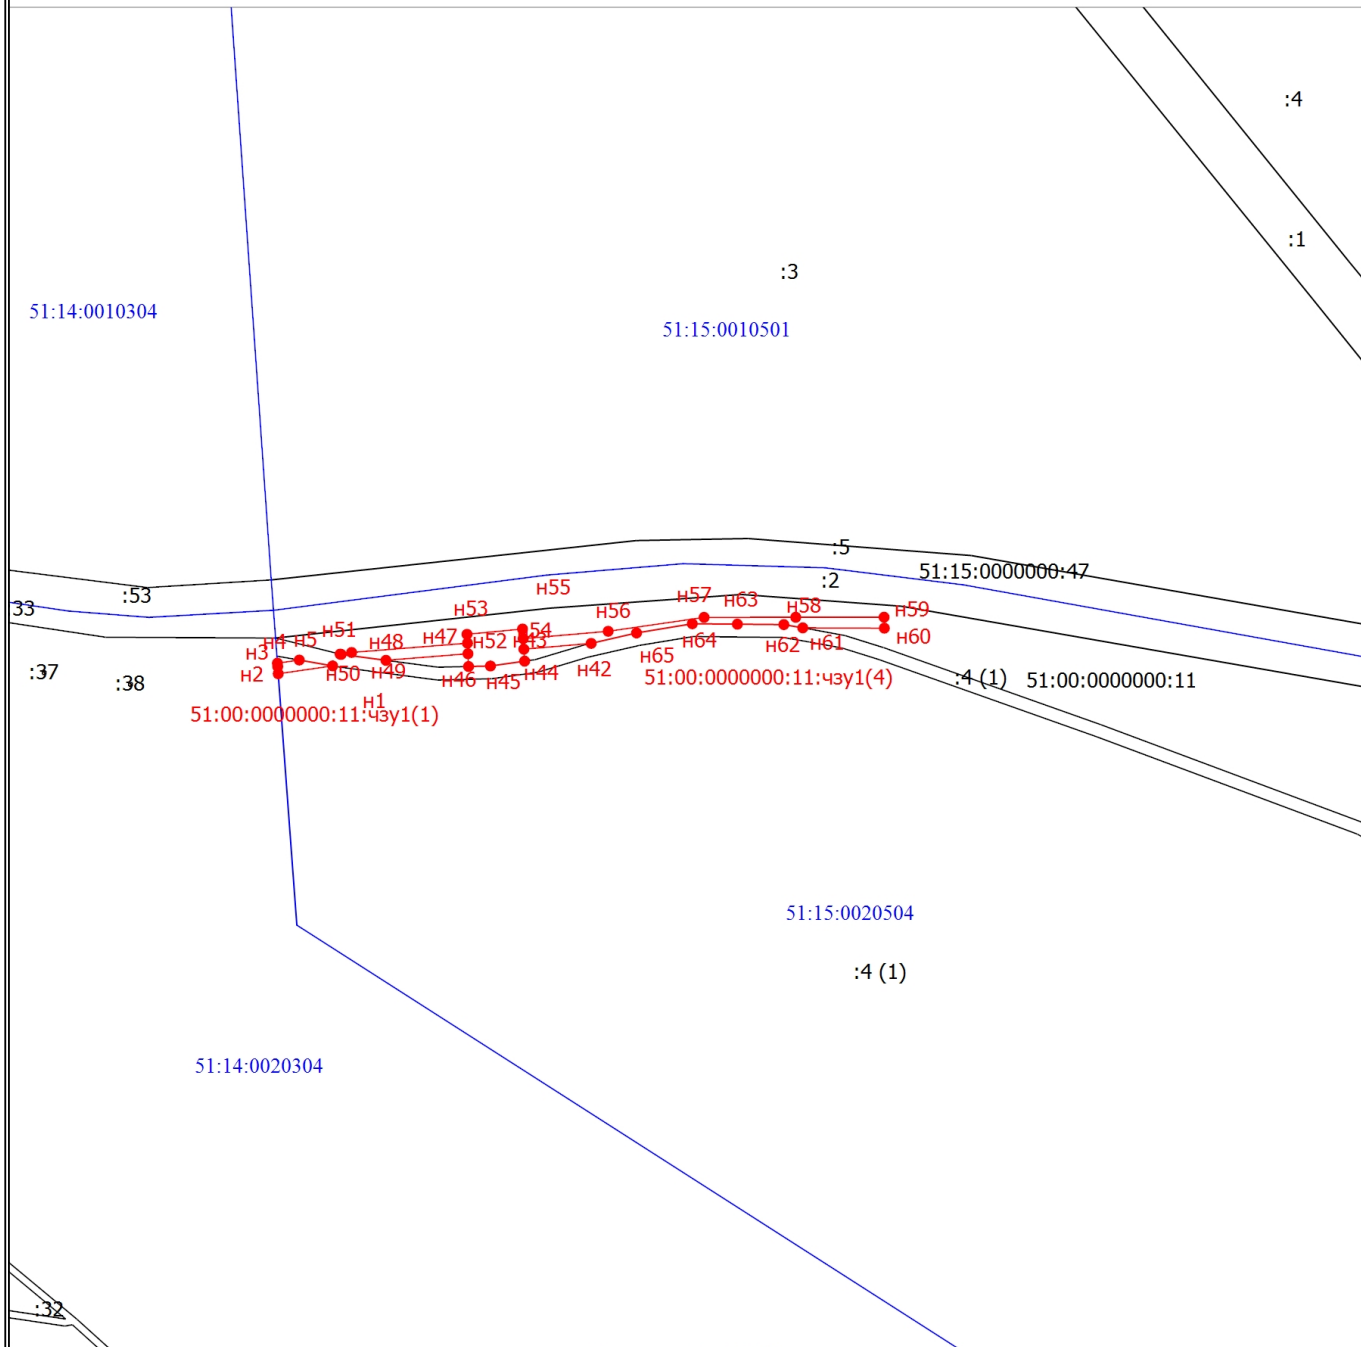 :4
:1
:3
51:14:0010304
51:15:0010501
:5
:2
51:15:0000000:47
н55
:53
33
н53
н56
н57
н63
н58
н59
н60
н4
н5
н51
н48
н47
н52
54
н43
н3
н2
н50
н49
н46
н45
н44
н42
н65
н64
н62
н61
:37
:38
н1
51:00:0000000:11:чзу1(1)
51:00:0000000:11:чзу1(4)
:4 (1)
51:00:0000000:11
51:15:0020504
:4 (1)
51:14:0020304
:32